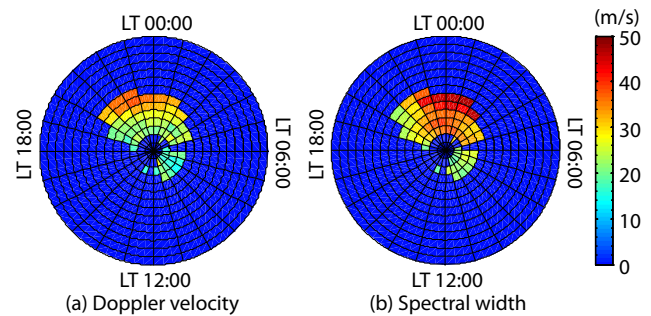 LT 00:00
LT 00:00
(m/s)
50
40
30
20
10
0
LT 18:00
LT 06:00
LT 18:00
LT 06:00
LT 12:00
LT 12:00
(a) Doppler velocity
(b) Spectral width